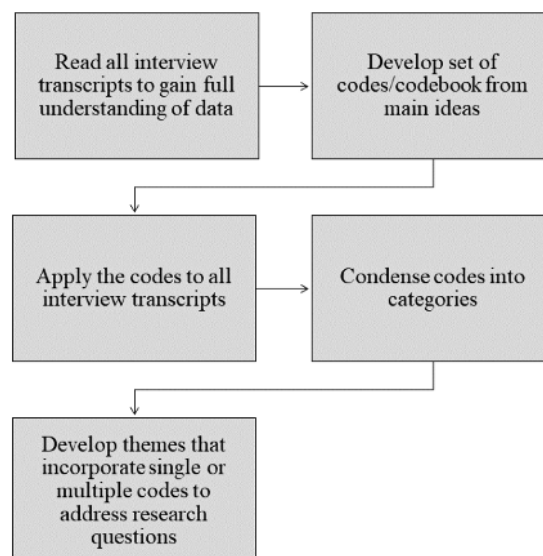 Read all interview
transcripts to gain full
understanding of data
Develop set of
codes/codebook from
main ideas
Apply the codes to all
interview transcripts
Condense codes into
categories
Develop themes that
incorporate single or
multiple codes to
address research
questions